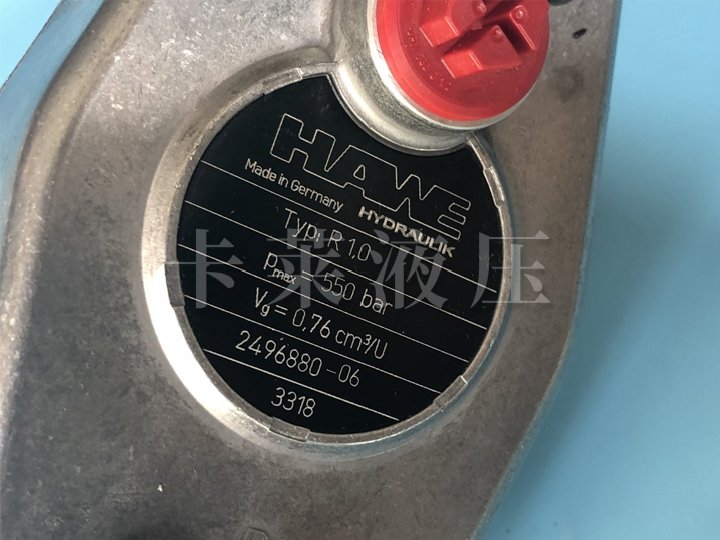 HAWE
HYDRAULIK
Made in Germany
Typ: R 1,0
pmax = 550 bar
Vg = 0,76 cm³/U
2496880-06
3318
卡莱液压